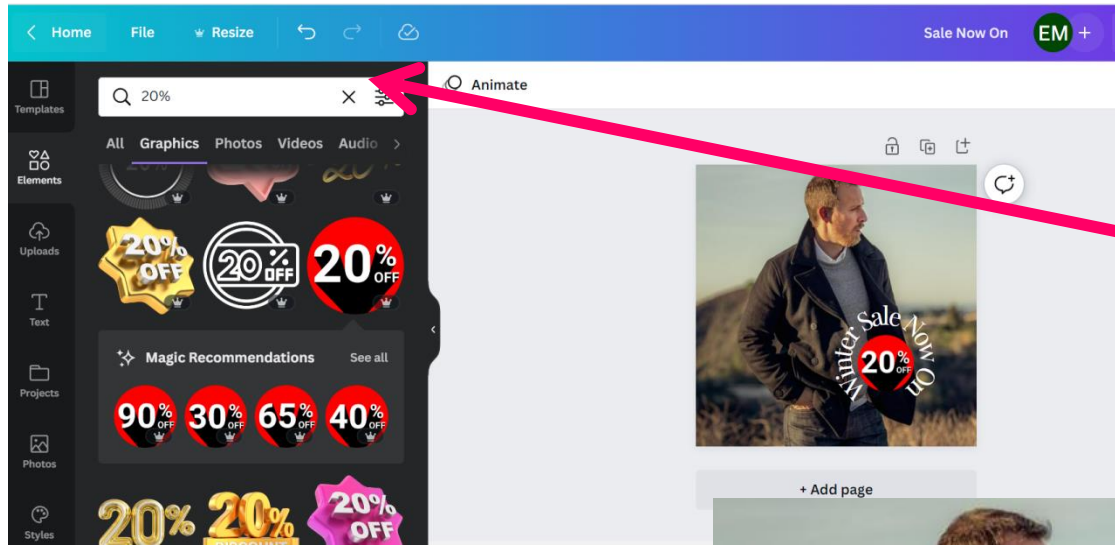 Home File Resize Sale Now On EM +
Templates
Elements
Uploads
Text
Projects
Photos
Styles
20%
Animate
All Graphics Photos Videos Audio
20%
20% OFF
20% OFF
20% OFF
Magic Recommendations See all
90% OFF
30% OFF
65% OFF
40% OFF
20%
20% DISCOUNT
20% OFF
Winter Sale Now On
20% OFF
+ Add page